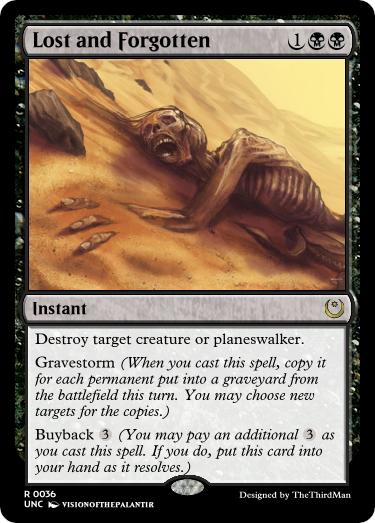 Lost and Forgotten 1
Instant
Destroy target creature or planeswalker.
Gravestorm (When you cast this spell, copy it
for each permanent put into a graveyard from
the battlefield this turn. You may choose new
targets for the copies.)
Buyback 3 (You may pay an additional 3 as
you cast this spell. If you do, put this card into
your hand as it resolves.)
R 0036
UNC VISIONOFTHEPALANTIR
Designed by TheThirdMan